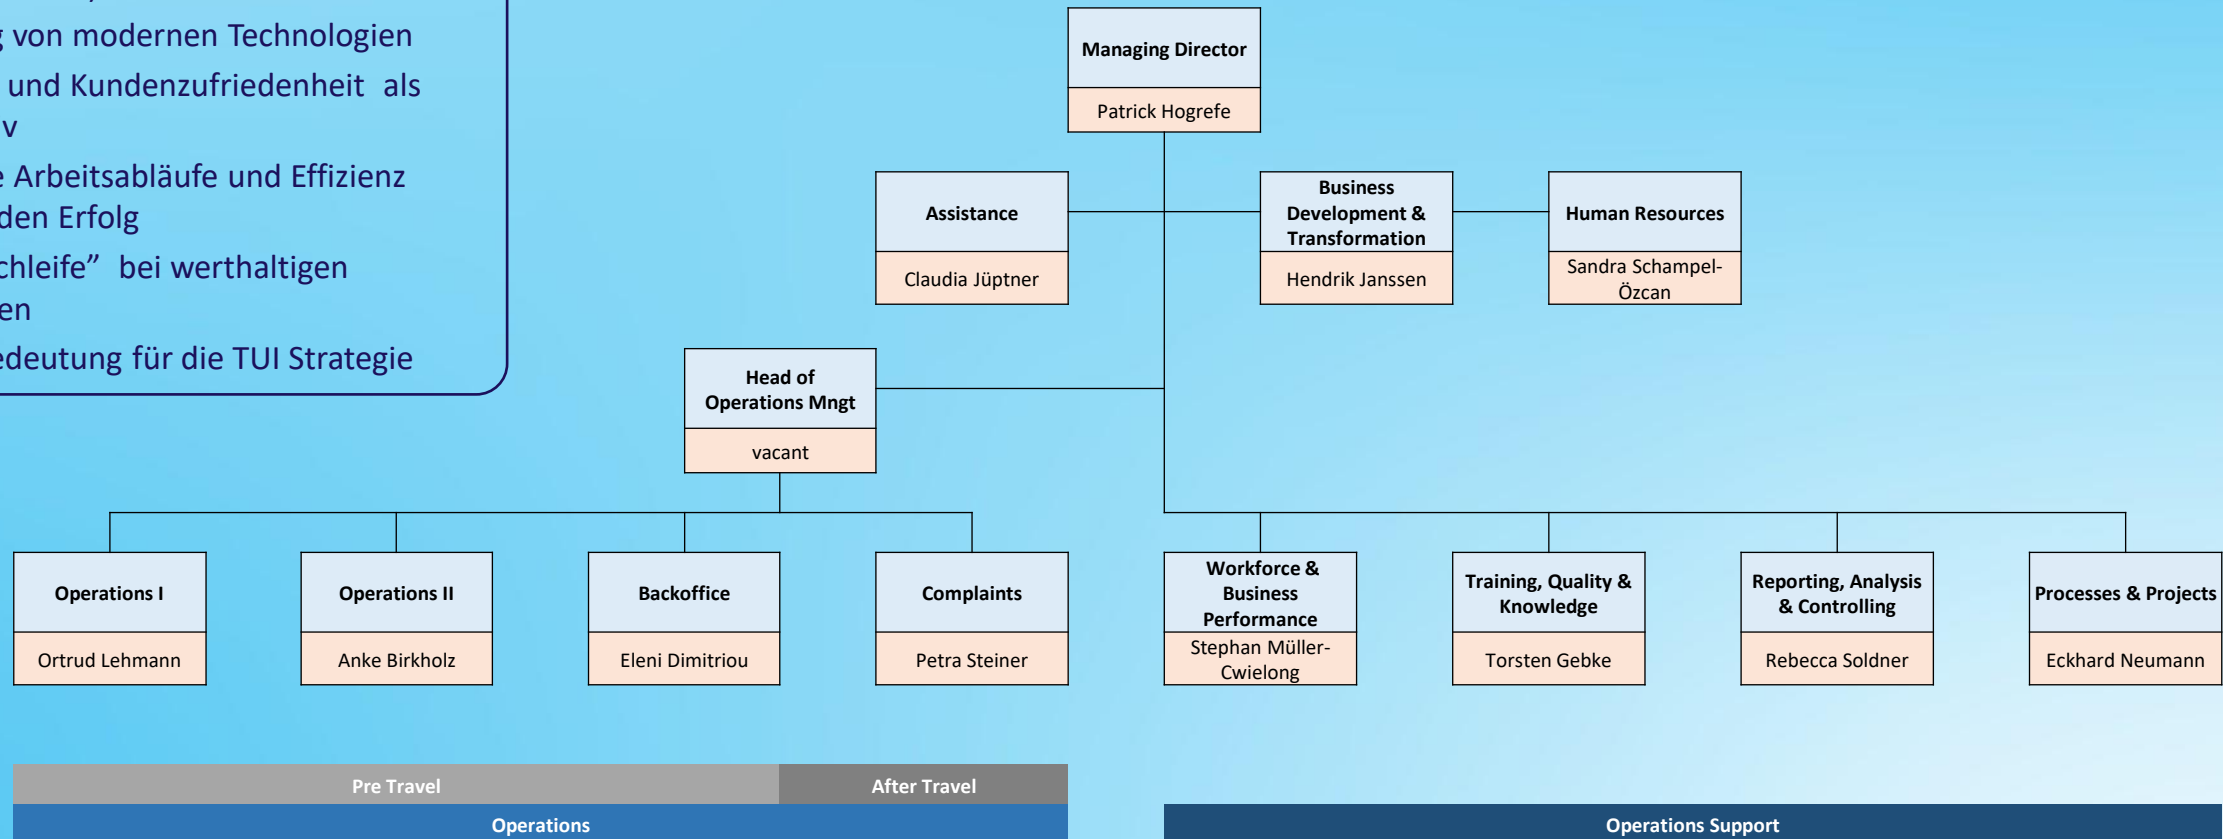 von modernen Technologien
und Kundenzufriedenheit als
Arbeitsabläufe und Effizienz
den Erfolg
bei werthaltigen
für die TUI Strategie
Managing Director
Patrick Hogrefe
Assistance
Claudia Jüptner
Business
Development &
Transformation
Hendrik Janssen
Human Resources
Sandra Schampel-
Özcan
Head of
Operations Mngt
vacant
Operations I
Ortrud Lehmann
Operations II
Anke Birkholz
Backoffice
Eleni Dimitriou
Complaints
Petra Steiner
Workforce &
Business
Performance
Stephan Müller-
Cwielong
Training, Quality &
Knowledge
Torsten Gebke
Reporting, Analysis
& Controlling
Rebecca Soldner
Processes & Projects
Eckhard Neumann
Pre Travel
After Travel
Operations
Operations Support